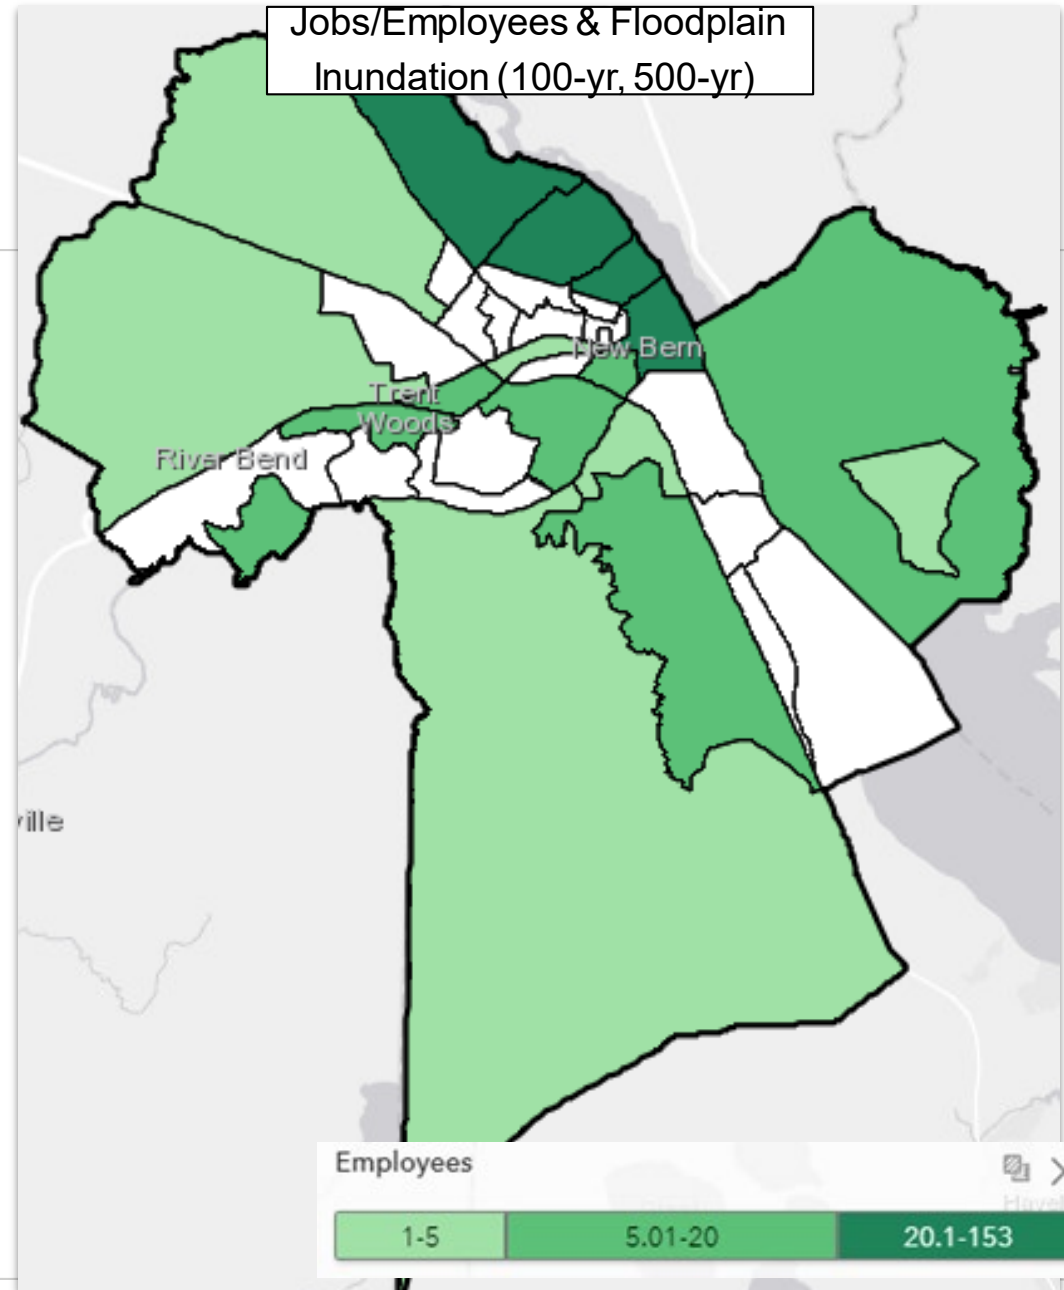 Jobs/Employees & Floodplain
Inundation (100-yr, 500-yr)
New Bern
Trent
Woods
River Bend
ville
Employees
1-5
5.01-20
20.1-153